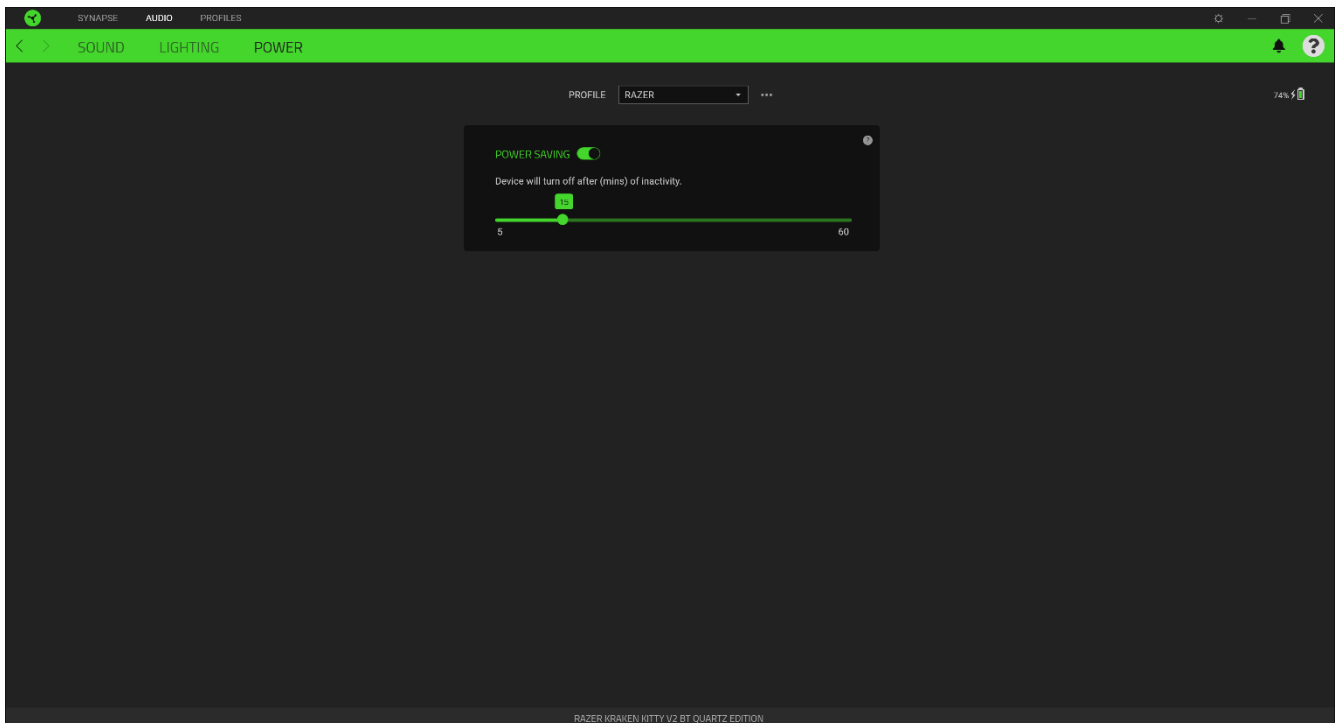 SYNAPSE AUDIO PROFILES
SOUND LIGHTING POWER
?
PROFILE RAZER
74%
?
POWER SAVING
Device will turn off after (mins) of inactivity.
15
5 60
RAZER KRAKEN KITTY V2 BT QUARTZ EDITION